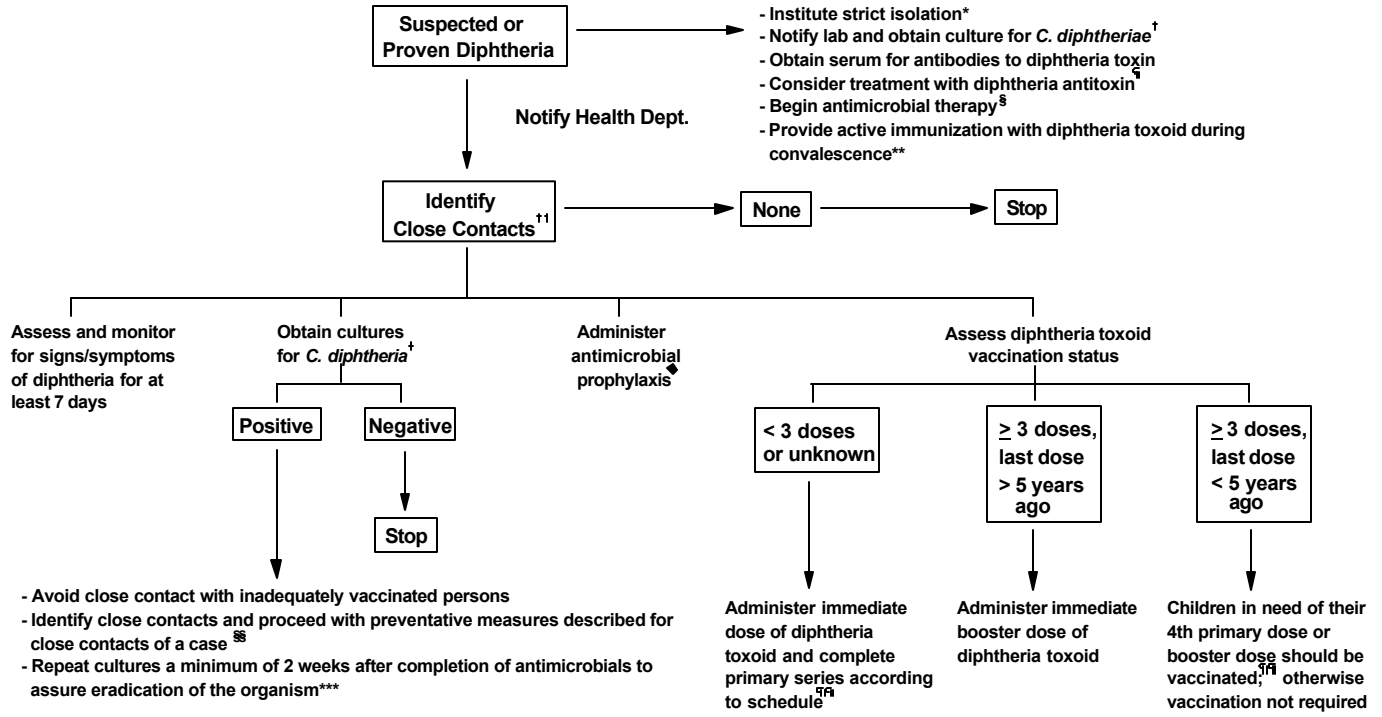 Suspected or
Proven Diphtheria
- Institute strict isolation*
- Notify lab and obtain culture for C. diphtheriae†
- Obtain serum for antibodies to diphtheria toxin
- Consider treatment with diphtheria antitoxin¶
- Begin antimicrobial therapy§
- Provide active immunization with diphtheria toxoid during
convalescence**
Notify Health Dept.
Identify
Close Contacts††
None
Stop
Assess and monitor
for signs/symptoms
of diphtheria for at
least 7 days
Obtain cultures
for C. diphtheria†
Positive
Negative
Stop
- Avoid close contact with inadequately vaccinated persons
- Identify close contacts and proceed with preventative measures described for
close contacts of a case §§
- Repeat cultures a minimum of 2 weeks after completion of antimicrobials to
assure eradication of the organism***
Administer
antimicrobial
prophylaxis◆
Assess diphtheria toxoid
vaccination status
< 3 doses
or unknown
Administer immediate
dose of diphtheria
toxoid and complete
primary series according
to schedule¶¶
≥ 3 doses,
last dose
> 5 years
ago
Administer immediate
booster dose of
diphtheria toxoid
≥ 3 doses,
last dose
< 5 years
ago
Children in need of their
4th primary dose or
booster dose should be
vaccinated;¶¶ otherwise
vaccination not required